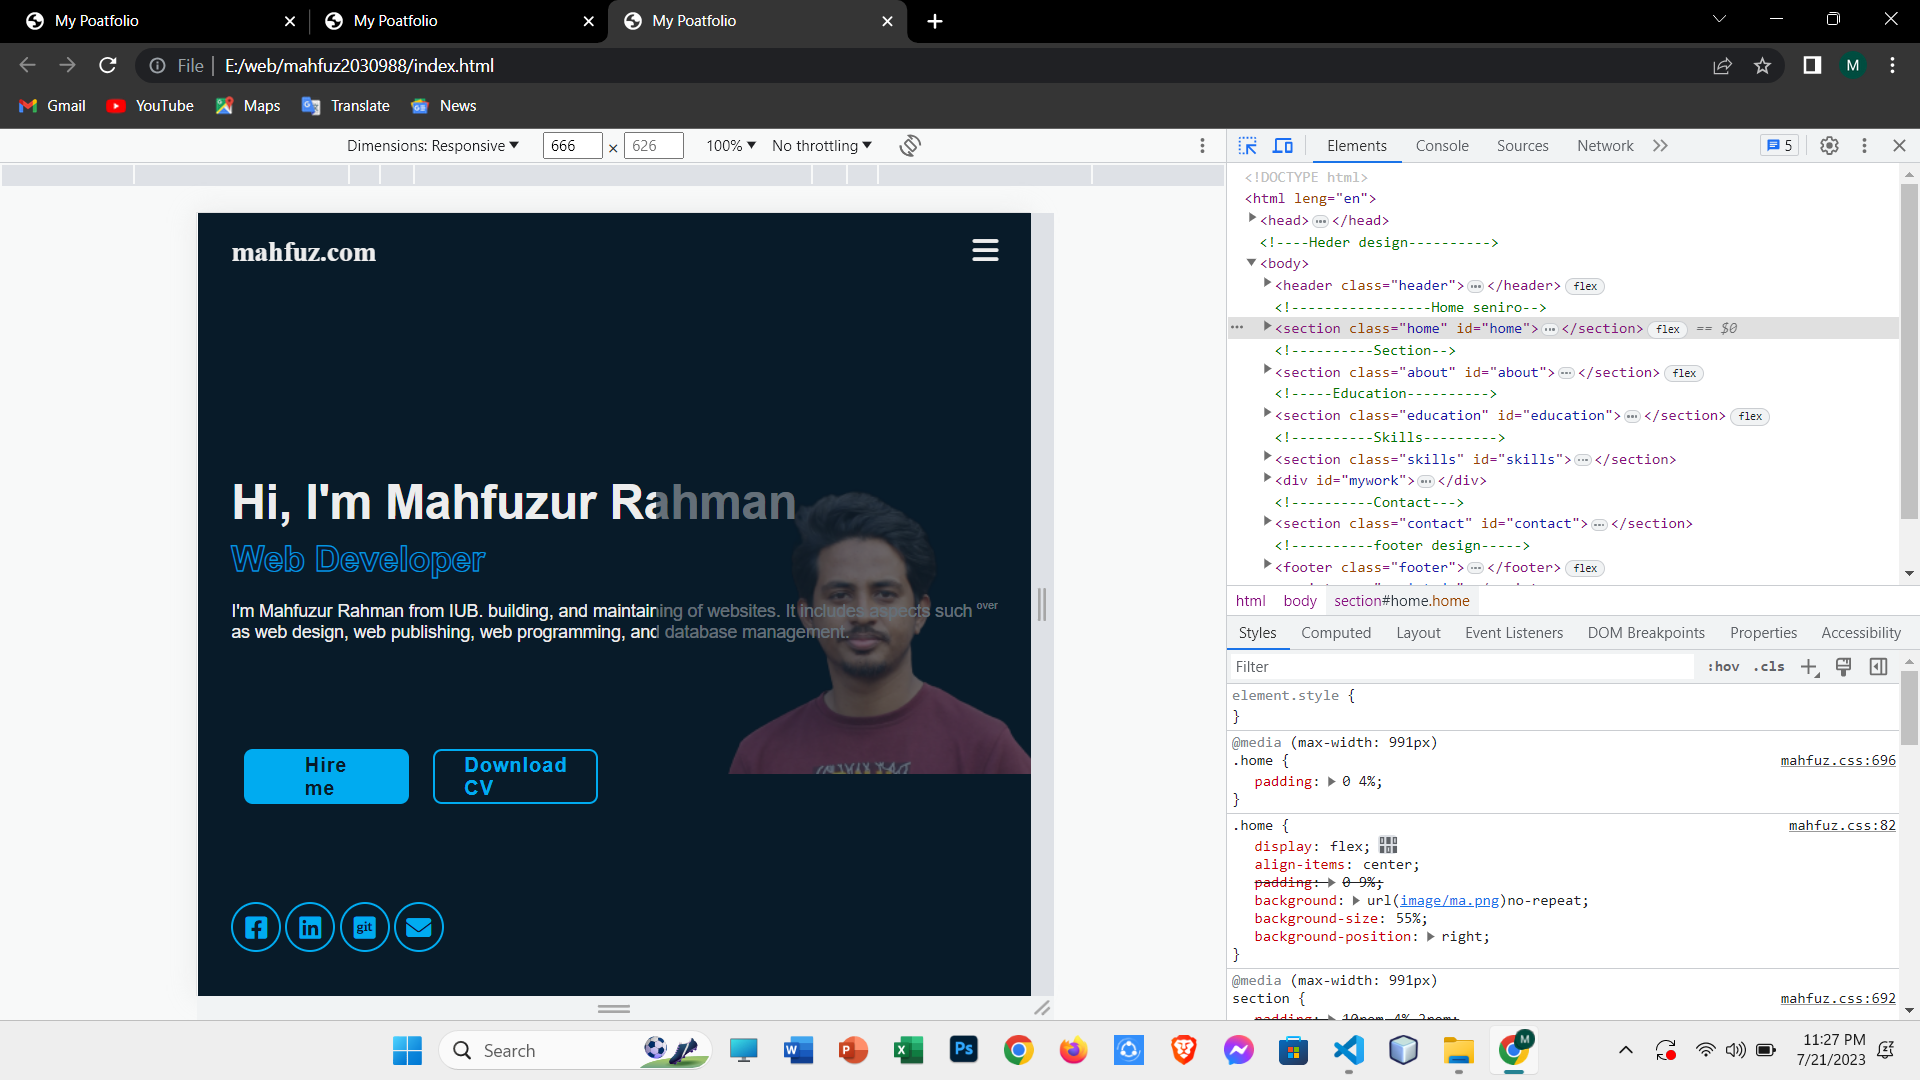 My Poatfolio My Poatfolio My Poatfolio
File E:/web/mahfuz2030988/index.html M
Gmail YouTube Maps Translate News
Dimensions: Responsive 666 × 626 100% No throttling
mahfuz.com
Hi, I'm Mahfuzur Rahman
Web Developer
I'm Mahfuzur Rahman from IUB. building, and maintaining of websites. It includes aspects such over
as web design, web publishing, web programming, and database management.
Hire
me
Download
CV
git
Elements Console Sources Network 5
<!DOCTYPE html>
<html leng="en">
<head> ••• </head>
<!----Heder design---------->
<body>
<header class="header"> ••• </header> flex
<!-----------------Home seniro-->
••• <section class="home" id="home"> ••• </section> flex == $0
<!----------Section-->
<section class="about" id="about"> ••• </section> flex
<!-----Education---------->
<section class="education" id="education"> ••• </section> flex
<!----------Skills--------->
<section class="skills" id="skills"> ••• </section>
<div id="mywork"> ••• </div>
<!----------Contact--->
<section class="contact" id="contact"> ••• </section>
<!----------footer design----->
<footer class="footer"> ••• </footer> flex
html body section#home.home
Styles Computed Layout Event Listeners DOM Breakpoints Properties Accessibility
Filter :hov .cls
element.style {
}
@media (max-width: 991px)
.home { mahfuz.css:696
padding: 0 4%;
}
.home { mahfuz.css:82
display: flex;
align-items: center;
padding: 0 9%;
background: url(image/ma.png)no-repeat;
background-size: 55%;
background-position: right;
}
@media (max-width: 991px)
section { mahfuz.css:692
padding: 10rem 4% 2rem;
Search
W P X Ps M
11:27 PM
7/21/2023